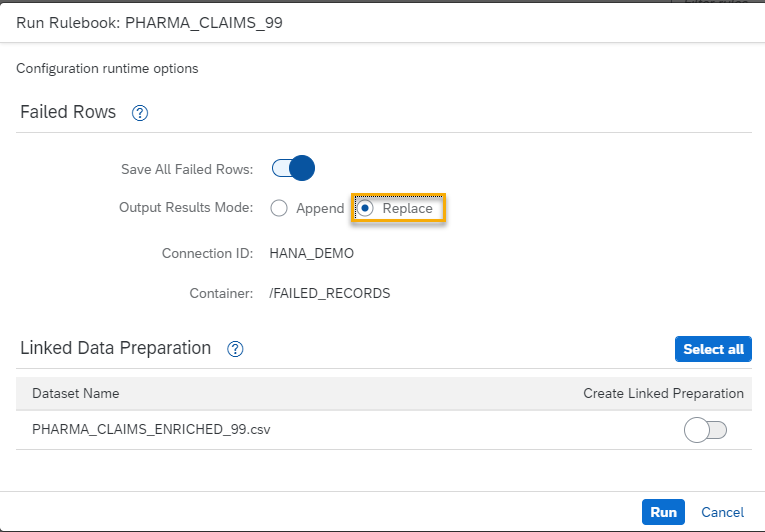 Run Rulebook: PHARMA_CLAIMS_99
Configuration runtime options
Failed Rows ?
Save All Failed Rows:
Output Results Mode: Append Replace
Connection ID: HANA_DEMO
Container: /FAILED_RECORDS
Linked Data Preparation ? Select all
Dataset Name Create Linked Preparation
PHARMA_CLAIMS_ENRICHED_99.csv
Run Cancel